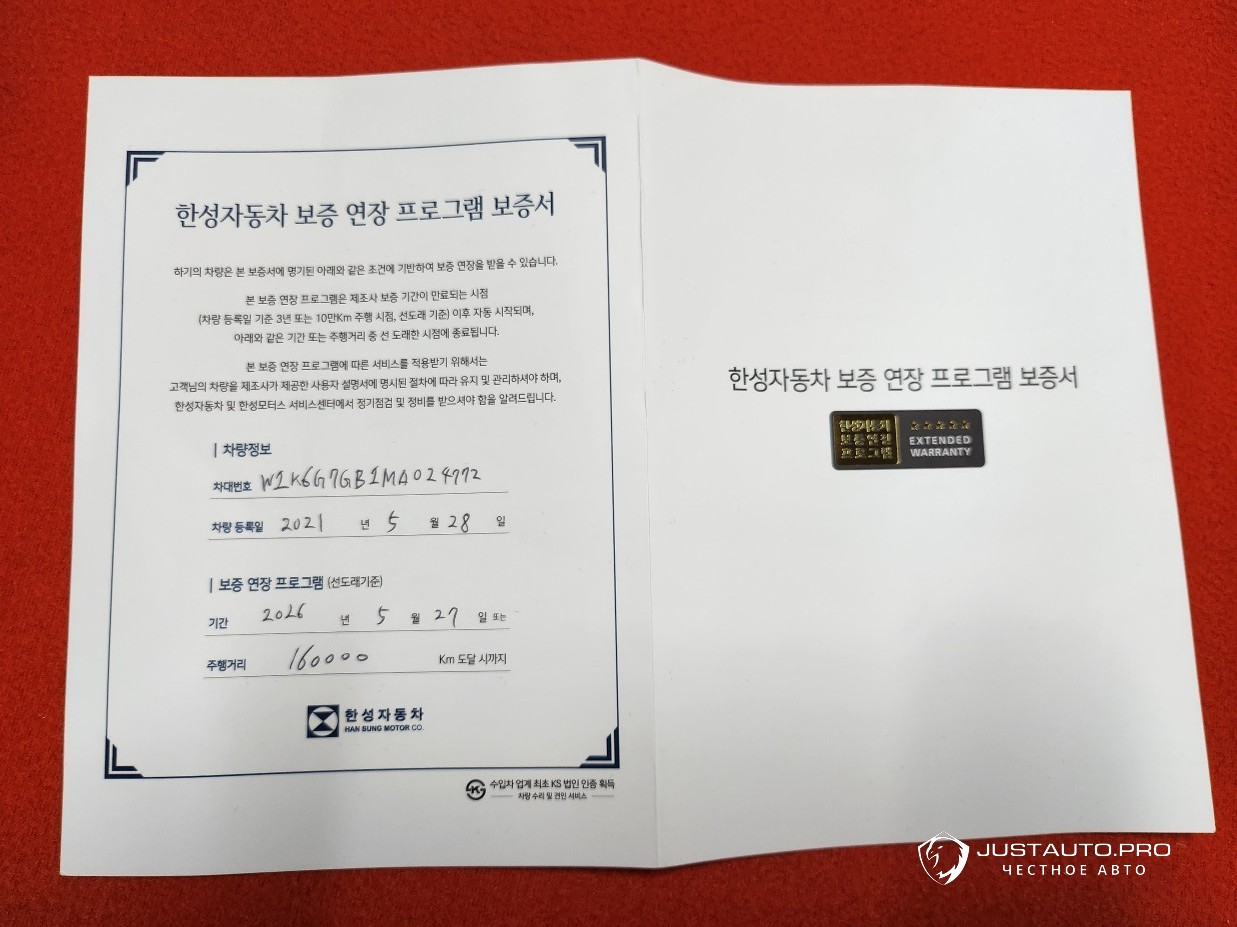 한성자동차 보증 연장 프로그램 보증서
하기의 차량은 본 보증서에 명기된 아래와 같은 조건에 기반하여 보증 연장을 받을 수 있습니다.
본 보증 연장 프로그램은 제조사 보증 기간이 만료되는 시점
(차량 등록일 기준 3년 또는 10만Km 주행 시점, 선도래 기준) 이후 자동 시작되며,
아래와 같은 기간 또는 주행거리 중 선 도래한 시점에 종료됩니다.
본 보증 연장 프로그램에 따른 서비스를 적용받기 위해서는
고객님의 차량을 제조사가 제공한 사용자 설명서에 명시된 절차에 따라 유지 및 관리하셔야 하며,
한성자동차 및 한성모터스 서비스센터에서 정기점검 및 정비를 받으셔야 함을 알려드립니다.
| 차량정보
차대번호 W1K6G7GB1MA024772
차량 등록일 2021 년 5 월 28 일
| 보증 연장 프로그램 (선도래기준)
기간 2026 년 5 월 27 일 또는
주행거리 160000 Km 도달 시까지
한성자동차
HAN SUNG MOTOR CO.
수입차 업계 최초 KS 법인 인증 획득
차량 수리 및 견인 서비스
한성자동차 보증 연장 프로그램 보증서
한성자동차
보증연장
프로그램
EXTENDED
WARRANTY
JUSTAUTO.PRO
ЧЕСТНОЕ АВТО